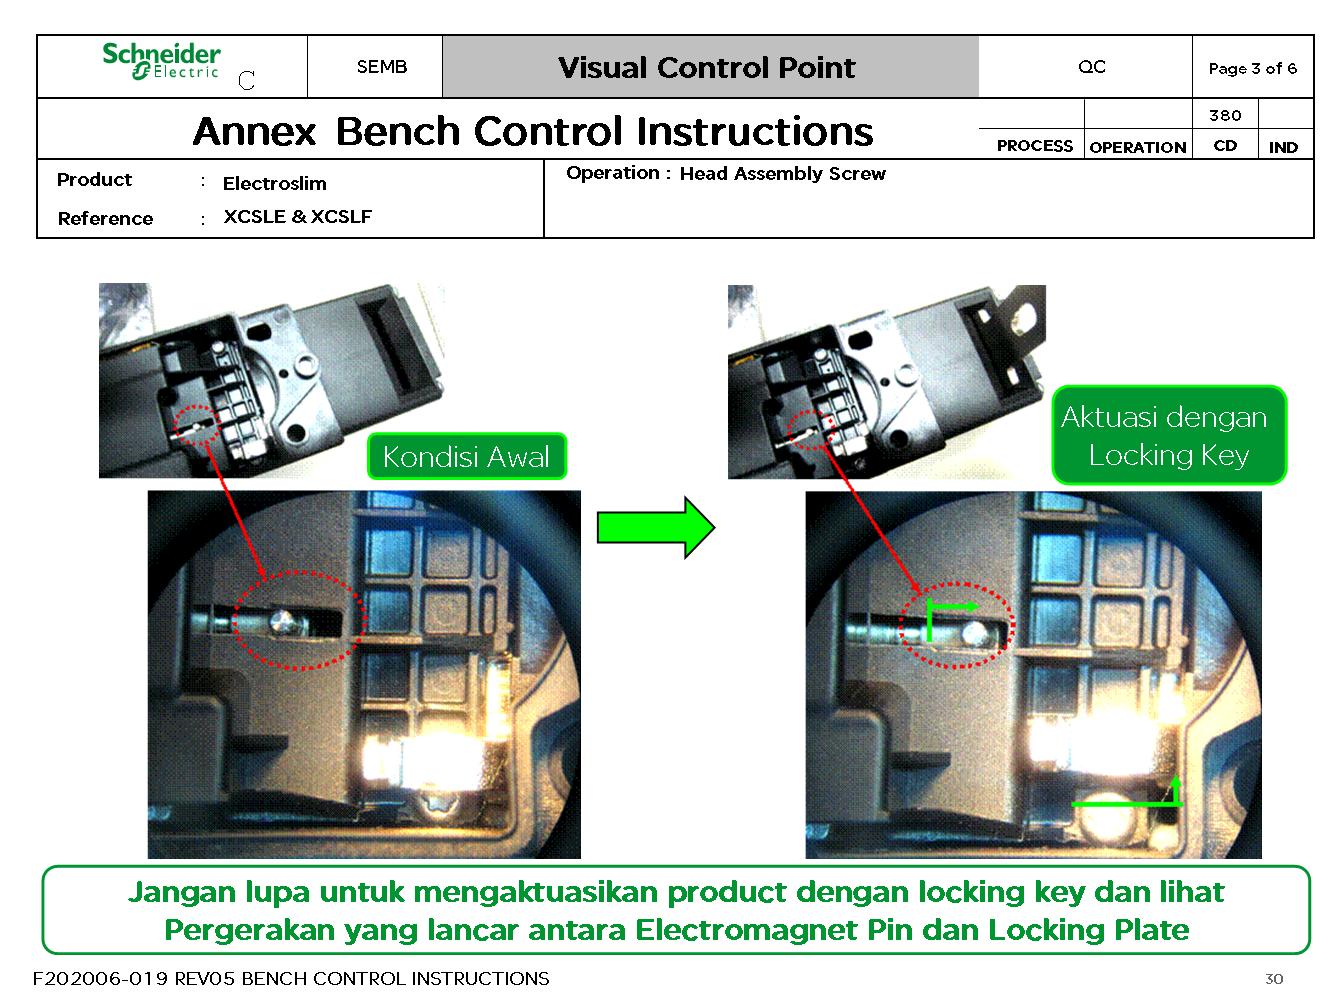 Schneider
Electric
C
SEMB
Visual Control Point
QC
Page 3 of 6
Annex Bench Control Instructions
380
PROCESS
OPERATION
CD
IND
Product : Electroslim
Reference : XCSLE & XCSLF
Operation : Head Assembly Screw
Kondisi Awal
Aktuasi dengan
Locking Key
Jangan lupa untuk mengaktuasikan product dengan locking key dan lihat
Pergerakan yang lancar antara Electromagnet Pin dan Locking Plate
F202006-019 REV05 BENCH CONTROL INSTRUCTIONS
30